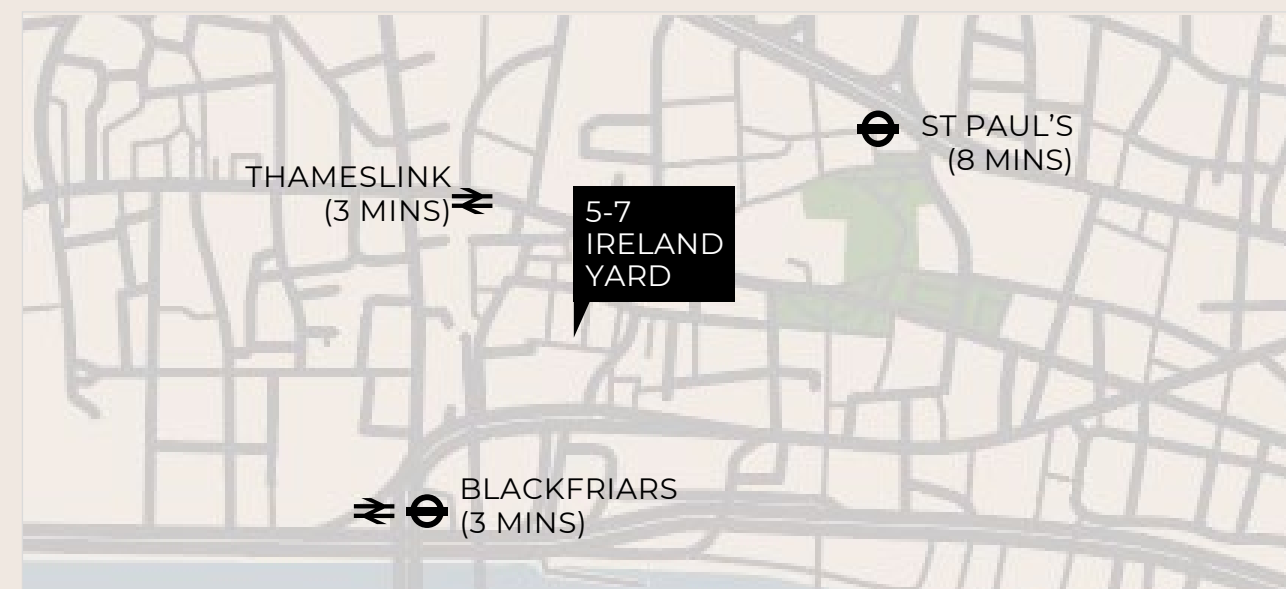 ST PAUL’S
(8 MINS)
THAMESLINK
(3 MINS)
5-7
IRELAND
YARD
BLACKFRIARS
(3 MINS)